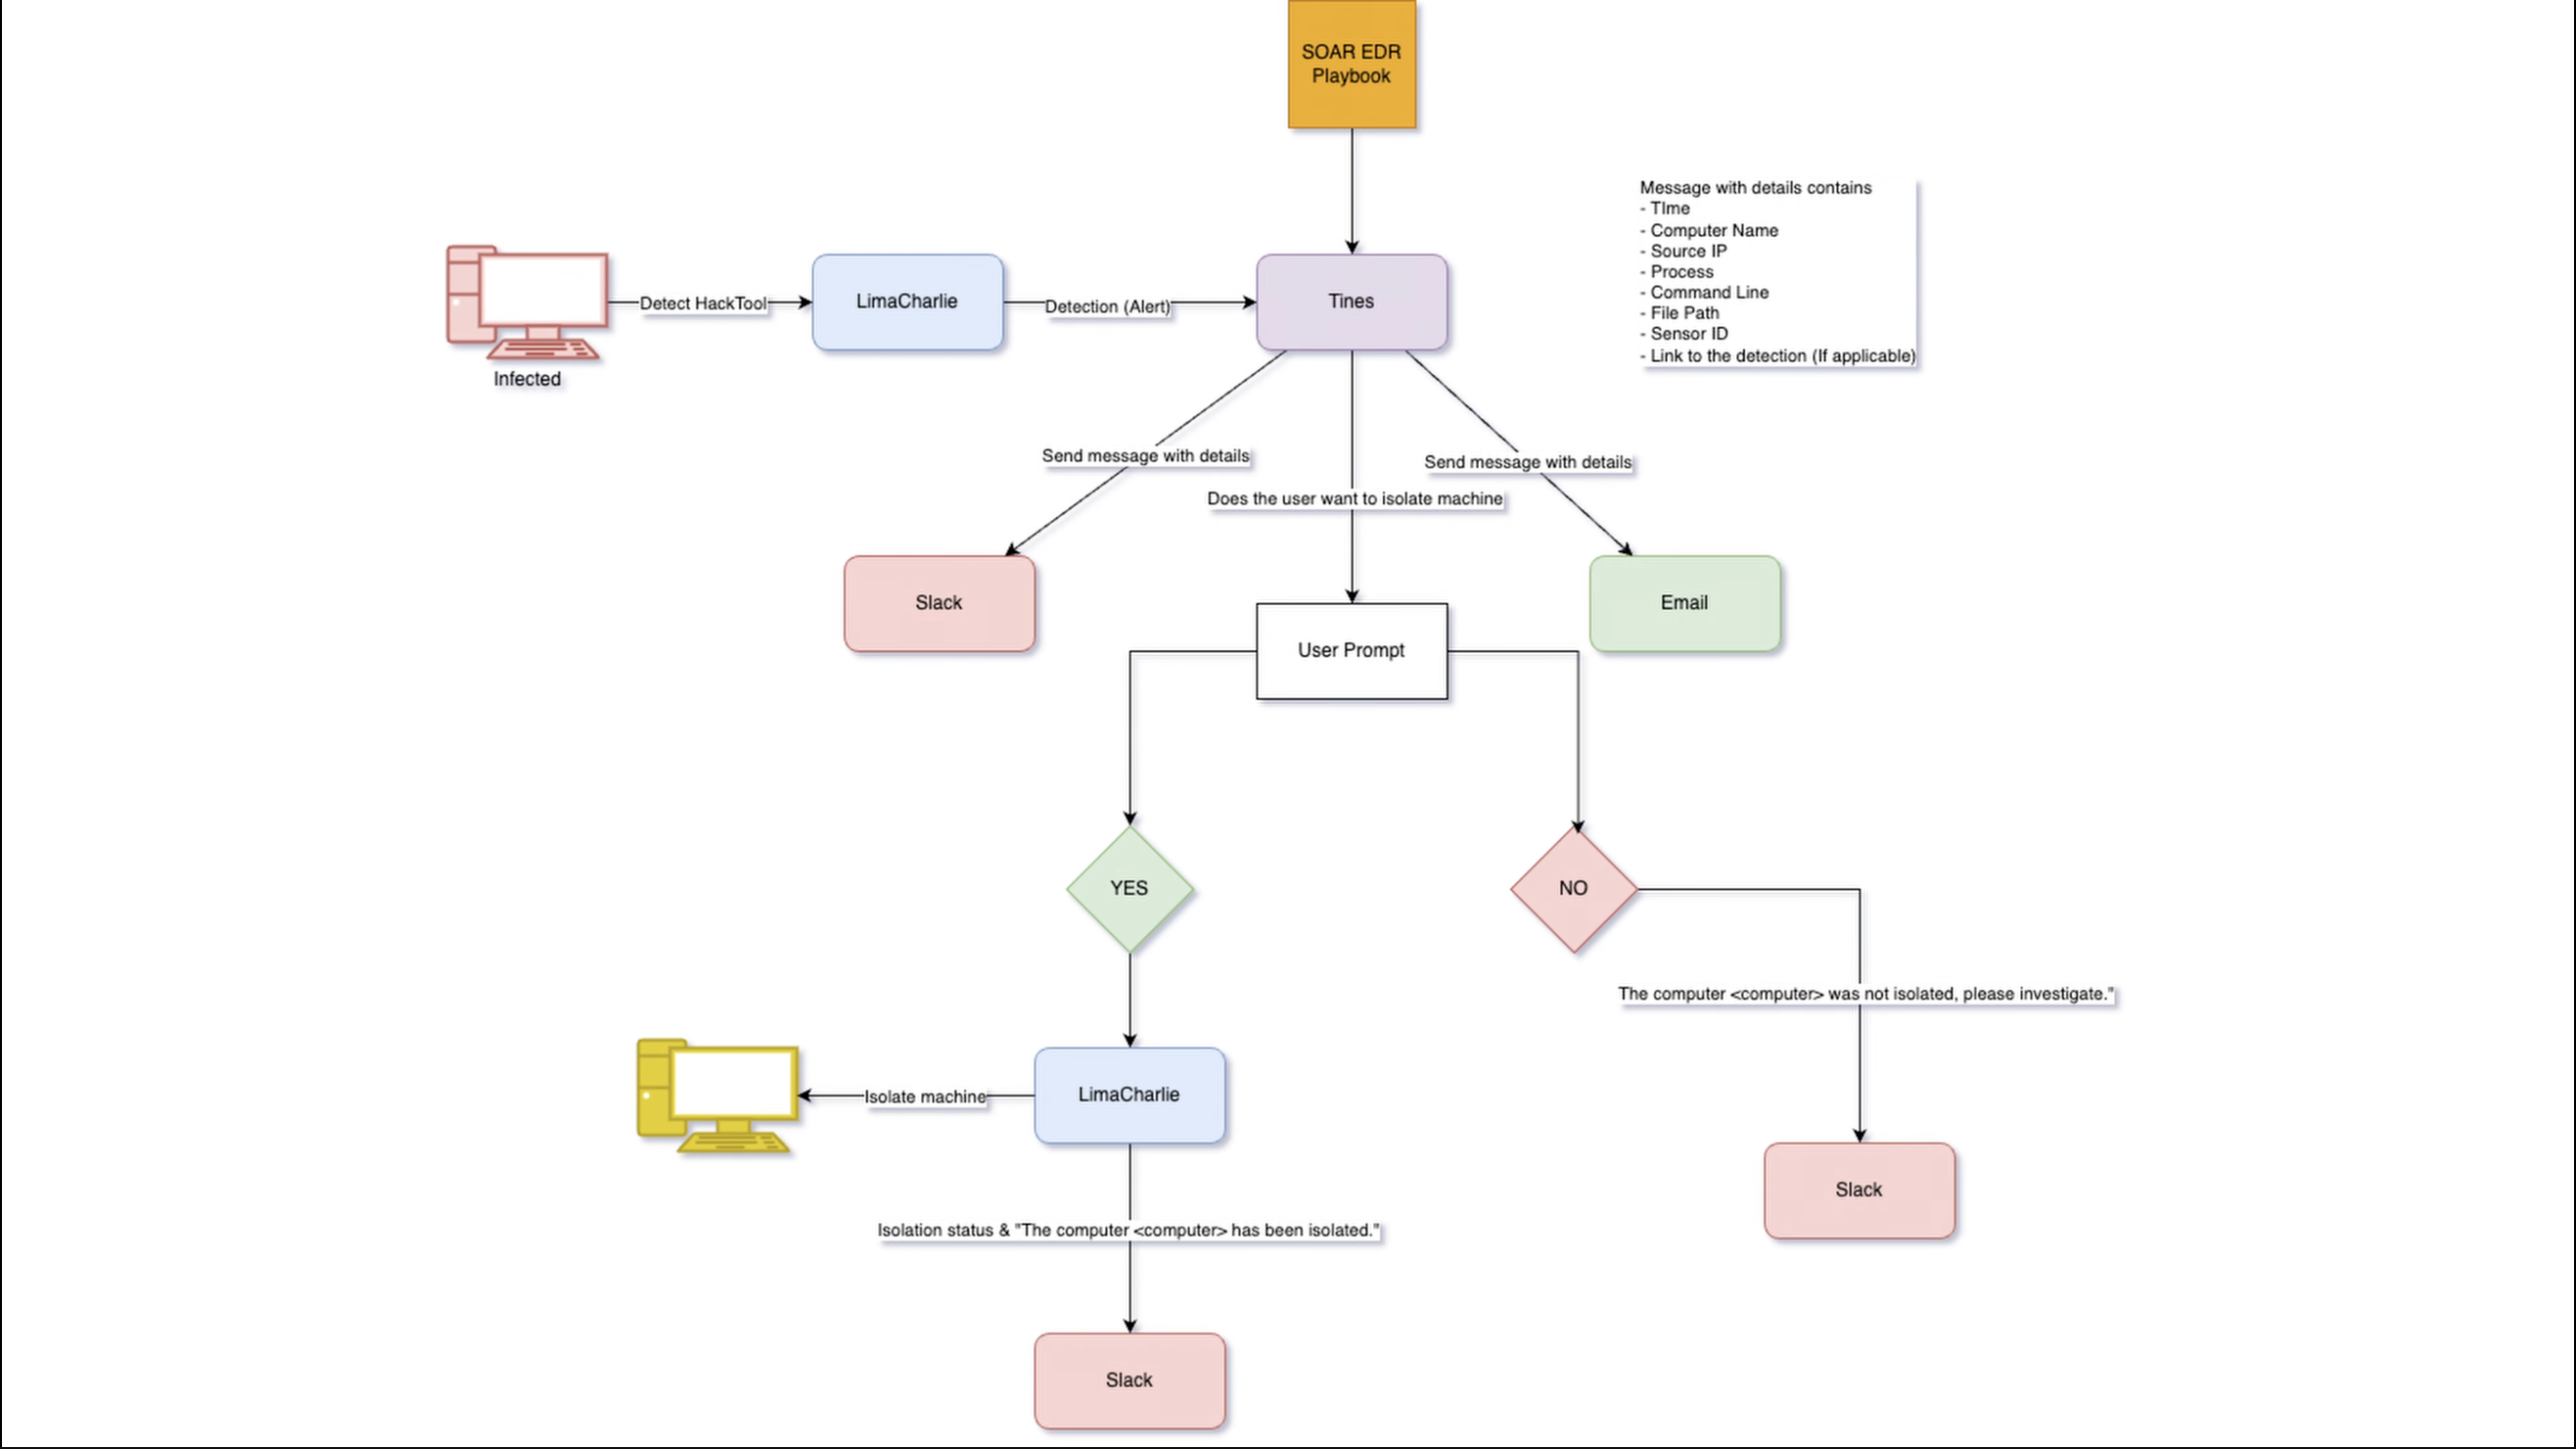 SOAR EDR
Playbook
Message with details contains
- TIme
- Computer Name
- Source IP
- Process
- Command Line
- File Path
- Sensor ID
- Link to the detection (If applicable)
Detect HackTool
LimaCharlie
Detection (Alert)
Tines
Infected
Send message with details
Send message with details
Does the user want to isolate machine
Slack
Email
User Prompt
YES
NO
The computer <computer> was not isolated, please investigate."
Isolate machine
LimaCharlie
Slack
Isolation status & "The computer <computer> has been isolated."
Slack